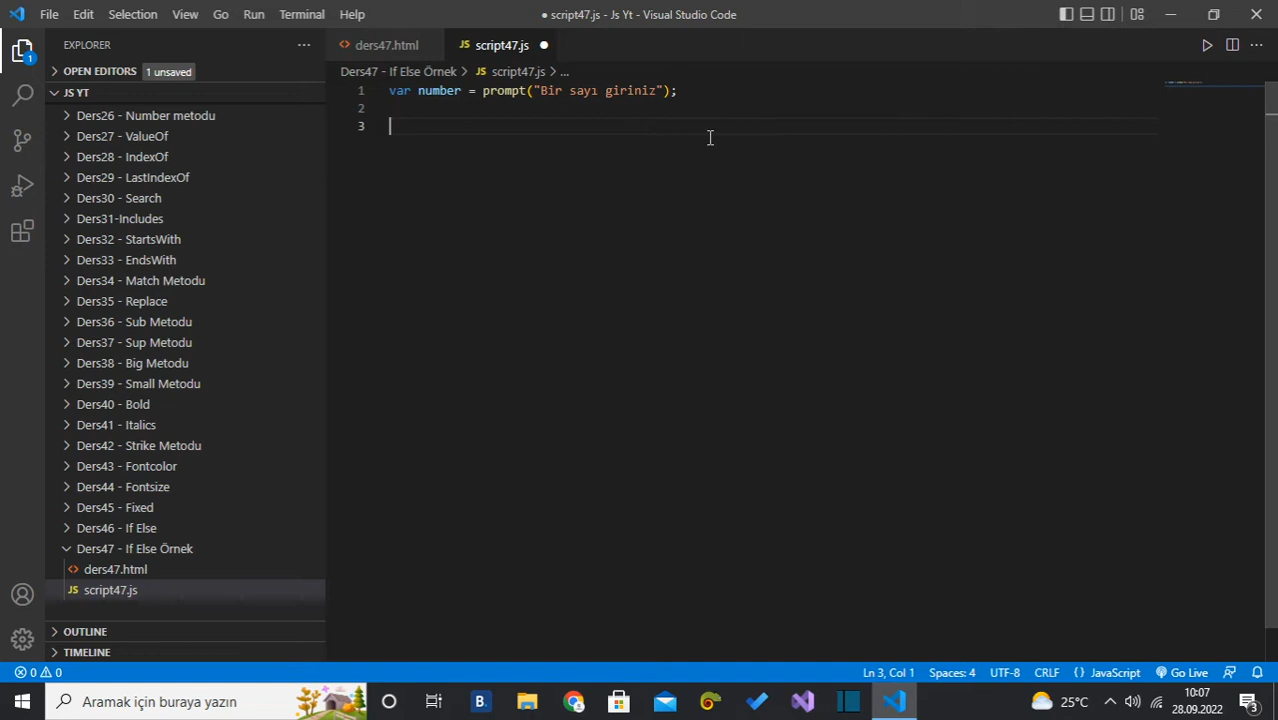 File Edit Selection View Go Run Terminal Help
● script47.js - Js Yt - Visual Studio Code
EXPLORER ...
ders47.html
JS script47.js ●
1
OPEN EDITORS 1 unsaved
Ders47 - If Else Örnek > JS script47.js > ...
JS YT
1 var number = prompt("Bir sayı giriniz");
2
3
Ders26 - Number metodu
Ders27 - ValueOf
Ders28 - IndexOf
Ders29 - LastIndexOf
Ders30 - Search
Ders31-Includes
Ders32 - StartsWith
Ders33 - EndsWith
Ders34 - Match Metodu
Ders35 - Replace
Ders36 - Sub Metodu
Ders37 - Sup Metodu
Ders38 - Big Metodu
Ders39 - Small Metodu
Ders40 - Bold
Ders41 - Italics
Ders42 - Strike Metodu
Ders43 - Fontcolor
Ders44 - Fontsize
Ders45 - Fixed
Ders46 - If Else
Ders47 - If Else Örnek
ders47.html
JS script47.js
OUTLINE
TIMELINE
0 0
Ln 3, Col 1 Spaces: 4 UTF-8 CRLF { } JavaScript Go Live
Aramak için buraya yazın
B.
25°C
10:07
28.09.2022
3